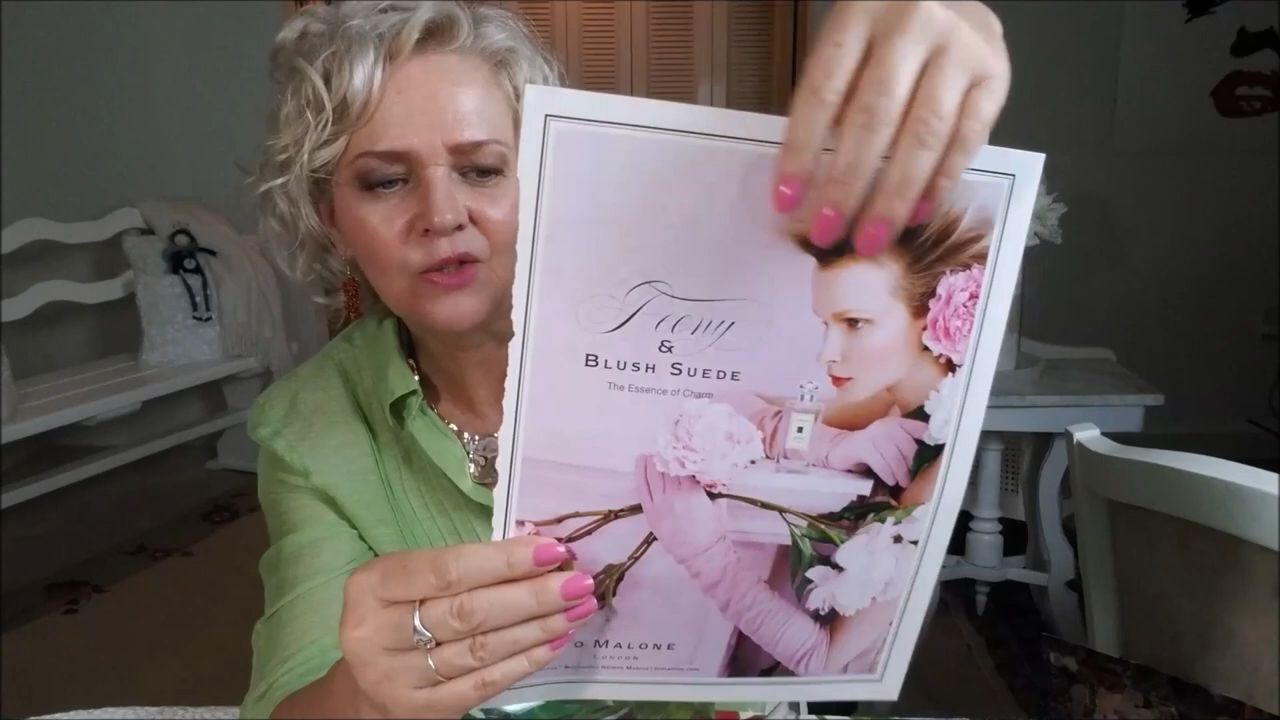 Peony
&
BLUSH SUEDE
The Essence of Charm
O MALONE
LONDON